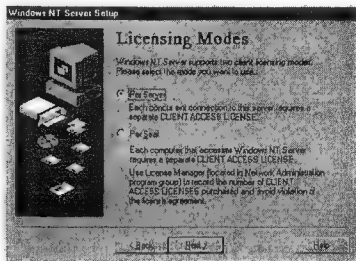 Windows NT Server Setup
Licensing Modes
Windows NT Server supports two client licensing modes.
Please select the mode you want to use.
Per Server
Each concurrent connection to this server requires a
separate CLIENT ACCESS LICENSE.
Per Seat
Each computer that accesses Windows NT Server
requires a separate CLIENT ACCESS LICENSE.
Use License Manager (located in Network Administration
program group) to record the number of CLIENT
ACCESS LICENSES purchased and avoid violation of
the license agreement.
< Back
Next >
Help